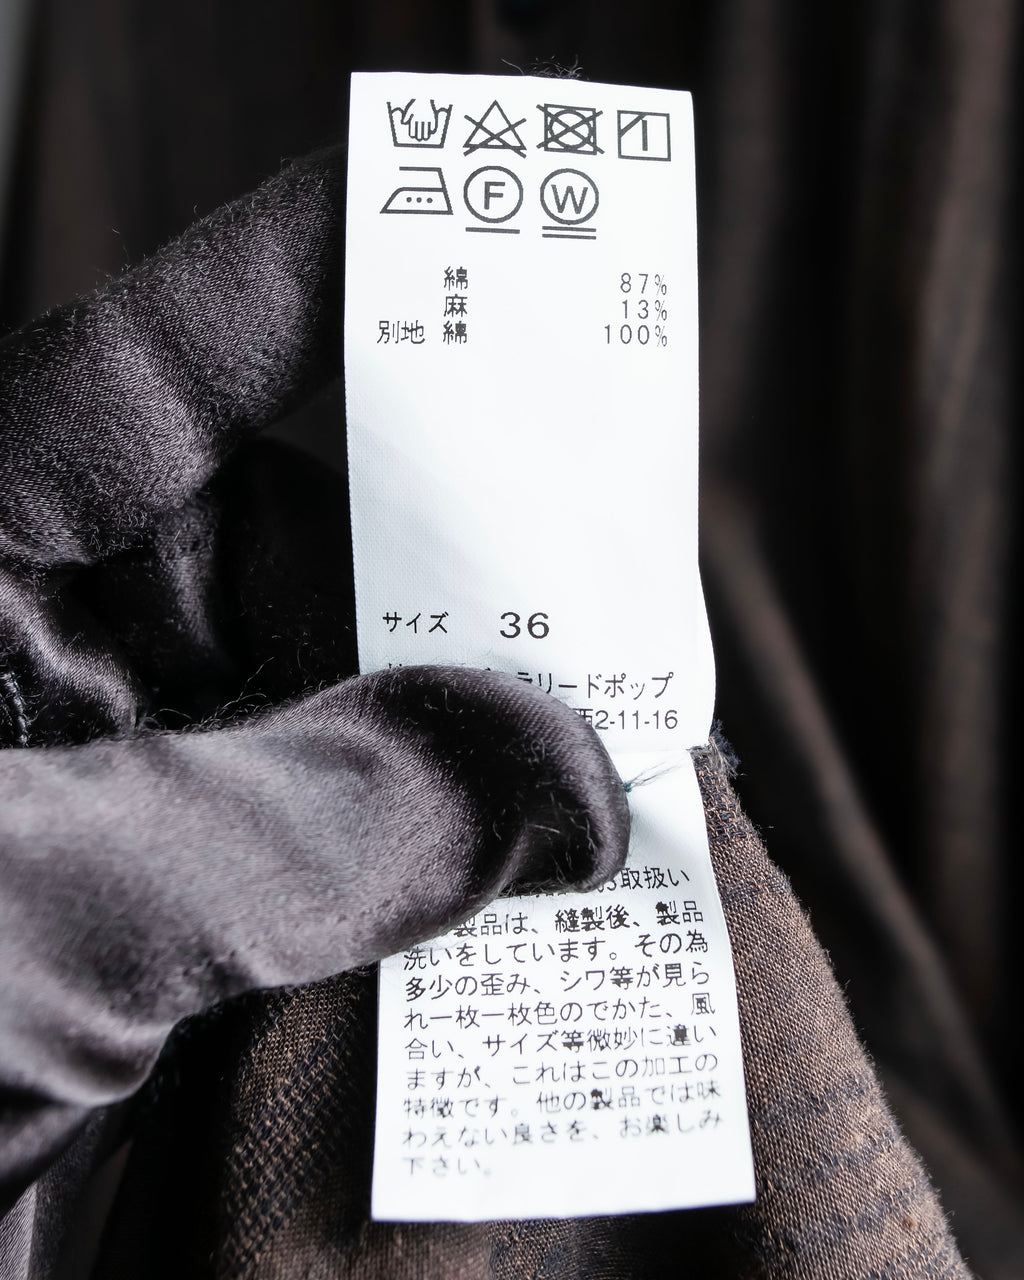 F W
綿 87%
麻 13%
別地 綿 100%
サイズ 36
リードポップ
西2-11-16
取扱い
製品は、縫製後、製品
洗いをしています。その為
多少の歪み、シワ等が見ら
れ一枚一枚色のでかた、風
合い、サイズ等微妙に違い
ますが、これはこの加工の
特徴です。他の製品では味
わえない良さを、お楽しみ
下さい。